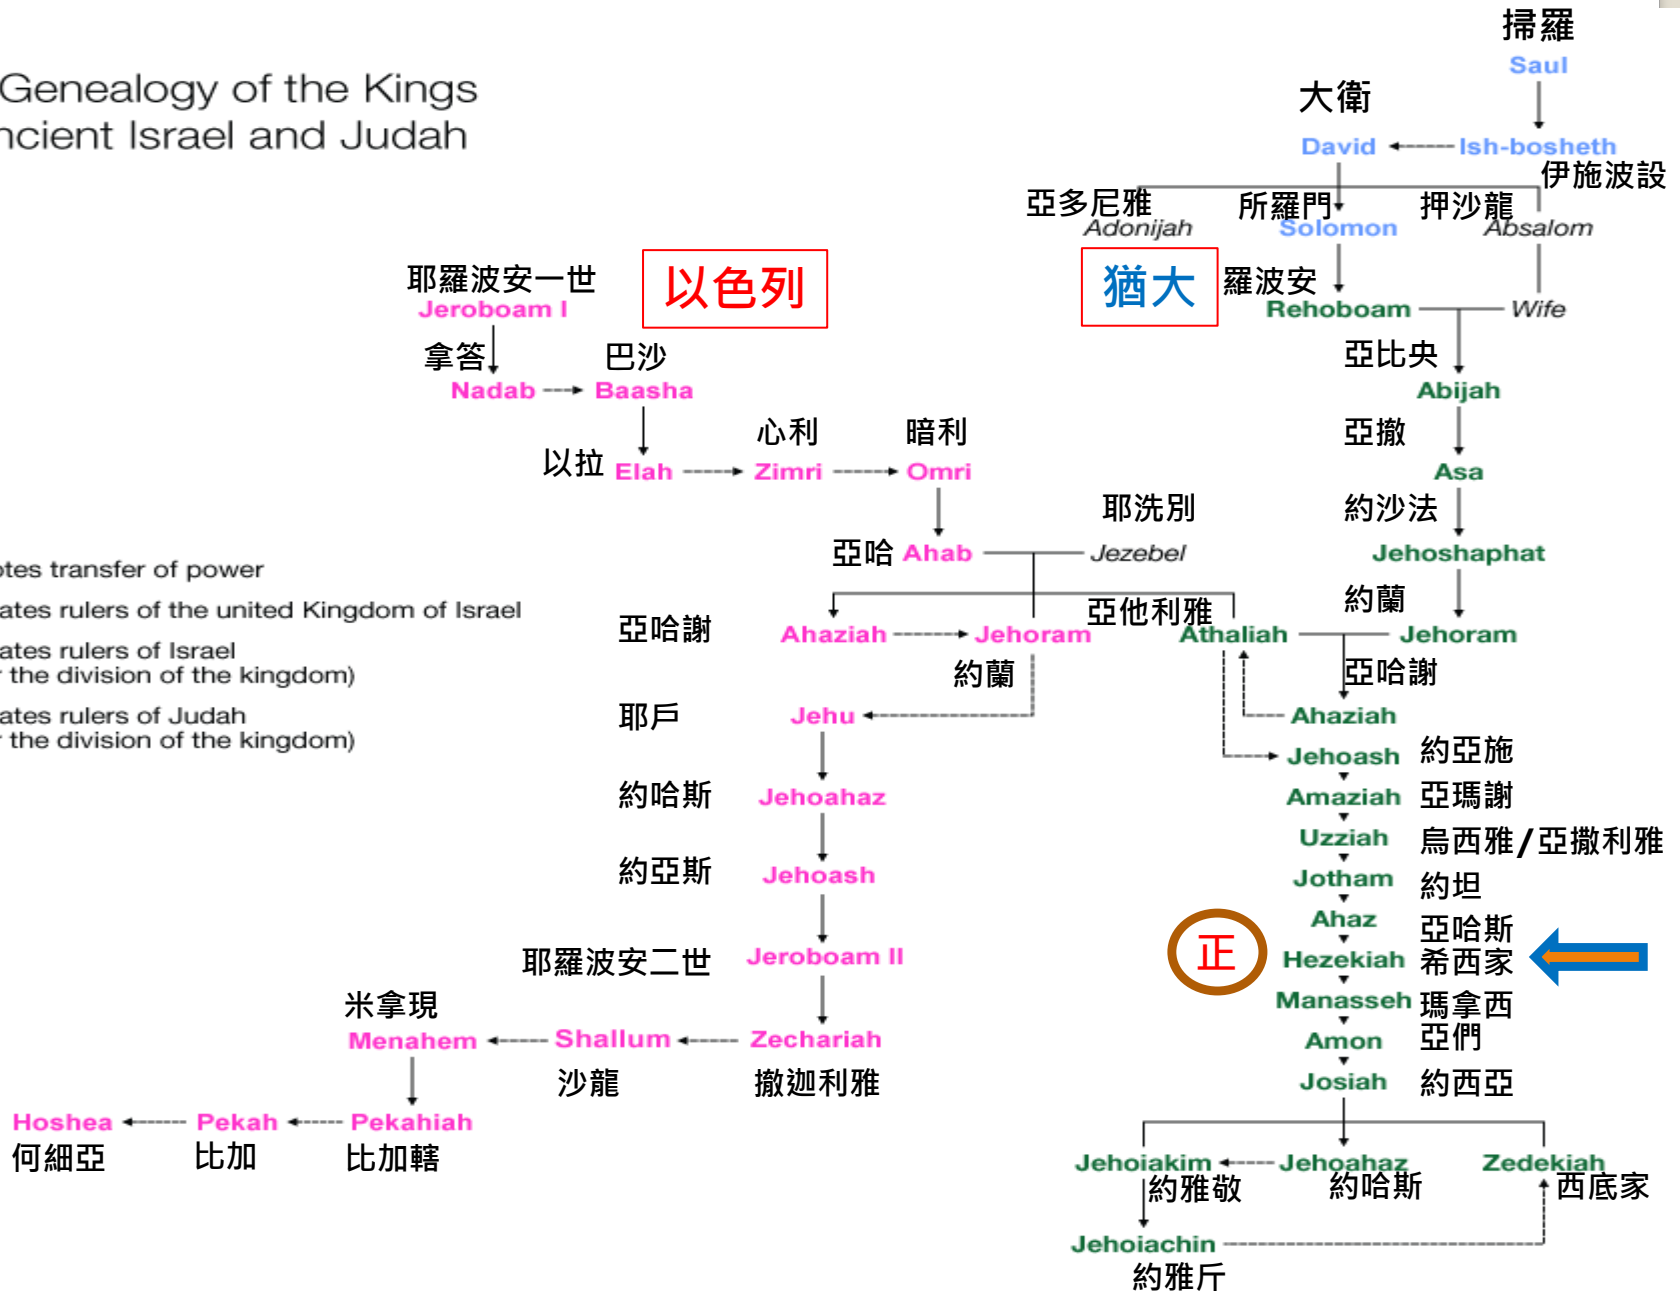 掃羅
Saul
Genealogy of the Kings
ncient Israel and Judah
大衛
David
Ish-bosheth
伊施波設
亞多尼雅
所羅門
押沙龍
Adonijah
Solomon
Absalom
耶羅波安一世
以色列
猶大
羅波安
Jeroboam I
Rehoboam
Wife
拿答
巴沙
亞比央
Nadab
Baasha
Abijah
心利
暗利
亞撒
以拉
Elah
Zimri
Omri
Asa
耶洗別
約沙法
亞哈
Ahab
Jezebel
Jehoshaphat
otes transfer of power
ates rulers of the united Kingdom of Israel
ates rulers of Israel
r the division of the kingdom)
ates rulers of Judah
r the division of the kingdom)
亞他利雅
約蘭
亞哈謝
Ahaziah
Jehoram
Athaliah
Jehoram
約蘭
亞哈謝
耶戶
Jehu
Ahaziah
Jehoash 約亞施
約哈斯
Jehoahaz
Amaziah 亞瑪謝
Uzziah 烏西雅/亞撒利雅
約亞斯
Jehoash
Jotham 約坦
Ahaz 亞哈斯
耶羅波安二世
Jeroboam II
正
Hezekiah 希西家
米拿現
Manasseh 瑪拿西
Menahem
Shallum
Zechariah
Amon 亞們
沙龍
撒迦利雅
Josiah 約西亞
Hoshea
Pekah
Pekahiah
何細亞
比加
比加轄
Jehoiakim
Jehoahaz
Zedekiah
約雅敬
約哈斯
西底家
Jehoiachin
約雅斤